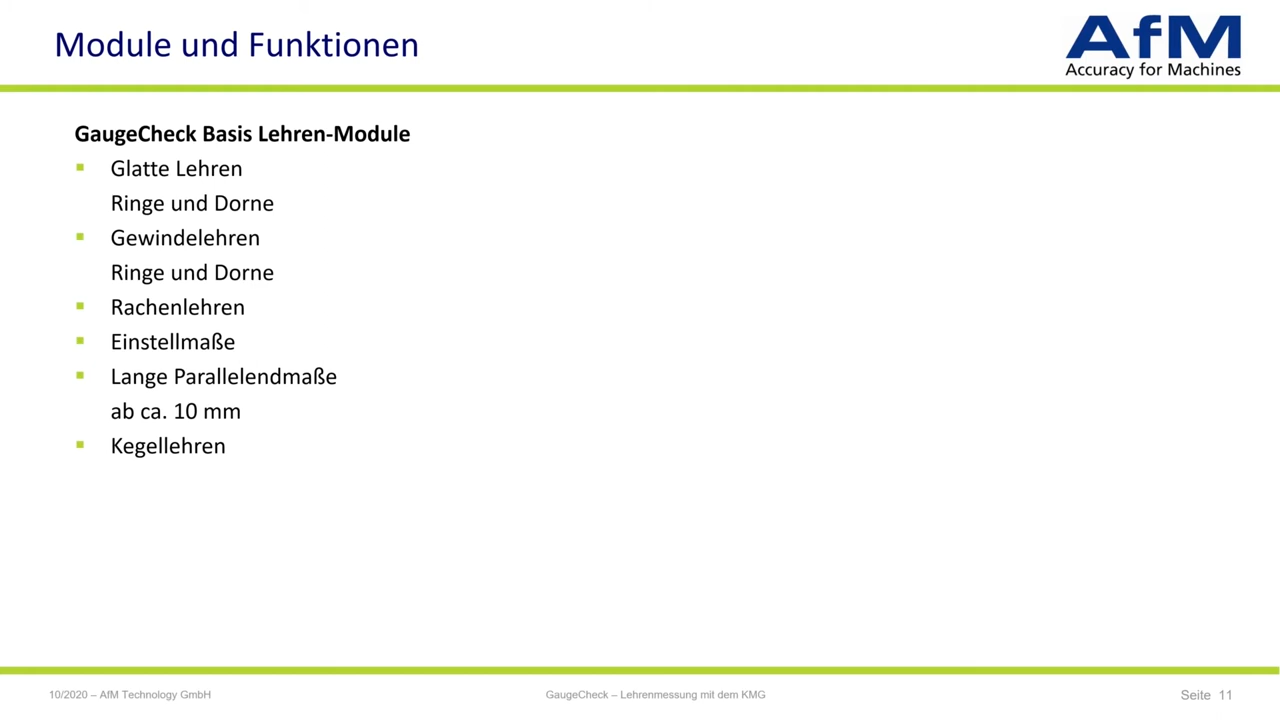 Module und Funktionen
AfM
Accuracy for Machines
GaugeCheck Basis Lehren-Module
▪ Glatte Lehren
Ringe und Dorne
▪ Gewindelehren
Ringe und Dorne
▪ Rachenlehren
▪ Einstellmaße
▪ Lange Parallelendmaße
ab ca. 10 mm
▪ Kegellehren
10/2020 – AfM Technology GmbH
GaugeCheck – Lehrenmessung mit dem KMG
Seite 11